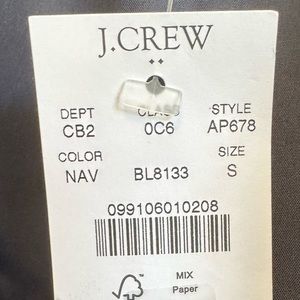 J.CREW
DEPT STYLE
CB2 0C6 AP678
COLOR SIZE
NAV BL8133 S
099106010208
MIX
Paper